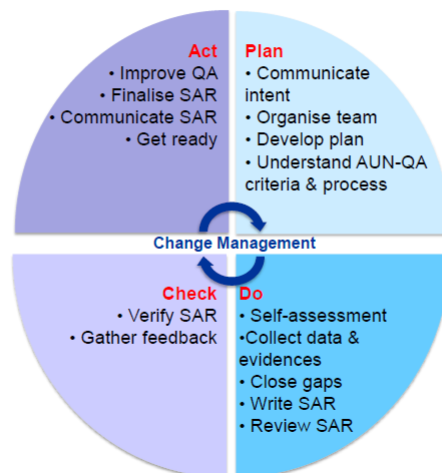 Act
• Improve QA
• Finalise SAR
• Communicate SAR
• Get ready
Plan
• Communicate
intent
• Organise team
• Develop plan
• Understand AUN-QA
criteria & process
Change Management
Check
• Verify SAR
• Gather feedback
Do
• Self-assessment
•Collect data &
evidences
• Close gaps
• Write SAR
• Review SAR